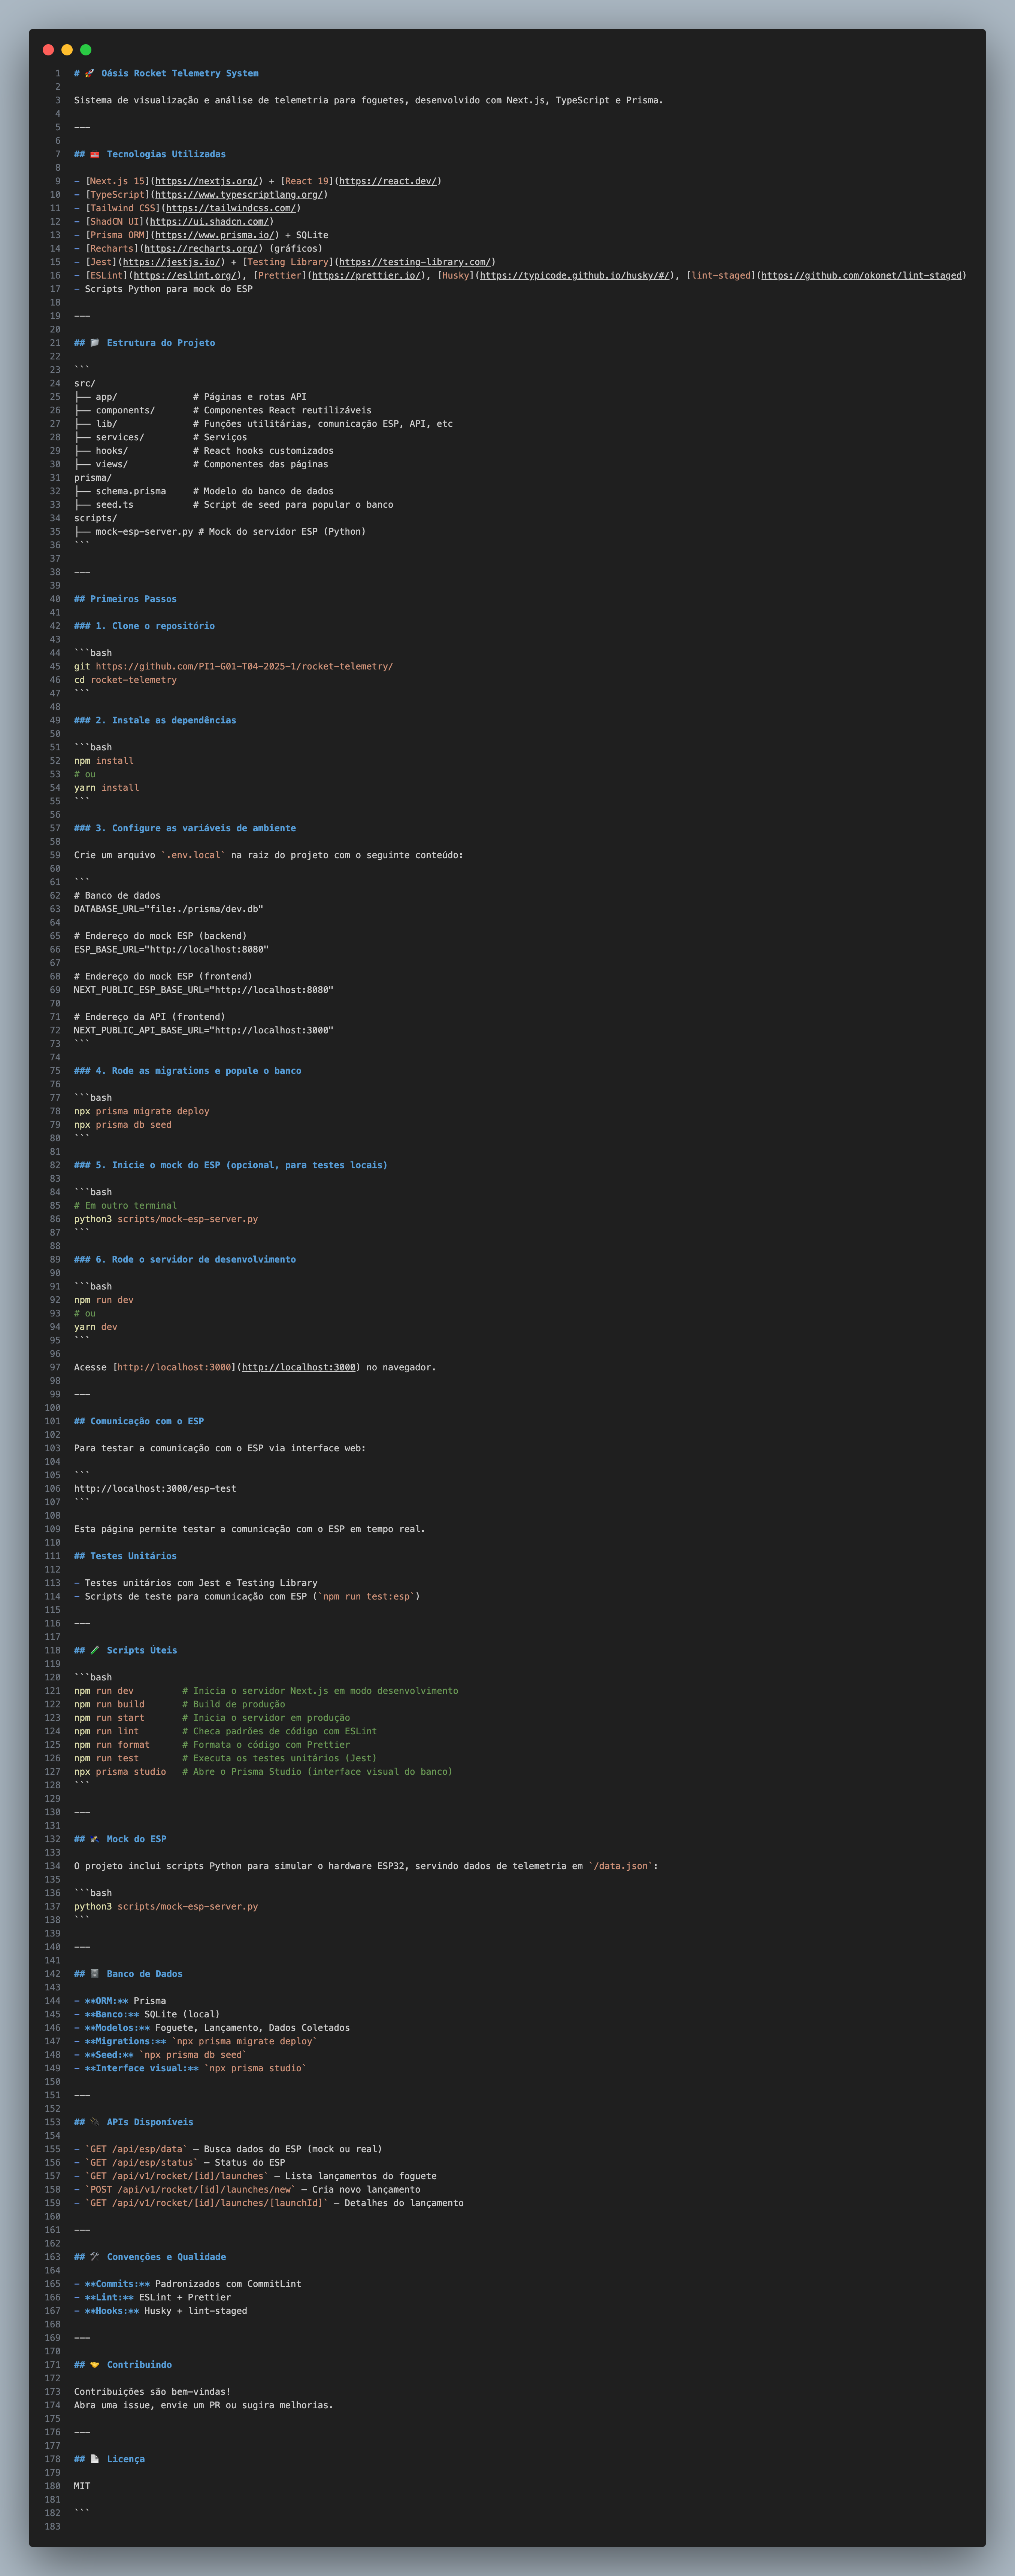 1 # 🚀 Oásis Rocket Telemetry System
2
3 Sistema de visualização e análise de telemetria para foguetes, desenvolvido com Next.js, TypeScript e Prisma.
4
5 ---
6
7 ## 🧰 Tecnologias Utilizadas
8
9 - [Next.js 15](https://nextjs.org/) + [React 19](https://react.dev/)
10 - [TypeScript](https://www.typescriptlang.org/)
11 - [Tailwind CSS](https://tailwindcss.com/)
12 - [ShadCN UI](https://ui.shadcn.com/)
13 - [Prisma ORM](https://www.prisma.io/) + SQLite
14 - [Recharts](https://recharts.org/) (gráficos)
15 - [Jest](https://jestjs.io/) + [Testing Library](https://testing-library.com/)
16 - [ESLint](https://eslint.org/), [Prettier](https://prettier.io/), [Husky](https://typicode.github.io/husky/#/), [lint-staged](https://github.com/okonet/lint-staged)
17 - Scripts Python para mock do ESP
18
19 ---
20
21 ## 📁 Estrutura do Projeto
22
23 ```
24 src/
25 ├── app/              # Páginas e rotas API
26 ├── components/       # Componentes React reutilizáveis
27 ├── lib/              # Funções utilitárias, comunicação ESP, API, etc
28 ├── services/         # Serviços
29 ├── hooks/            # React hooks customizados
30 ├── views/            # Componentes das páginas
31 prisma/
32 ├── schema.prisma     # Modelo do banco de dados
33 ├── seed.ts           # Script de seed para popular o banco
34 scripts/
35 ├── mock-esp-server.py # Mock do servidor ESP (Python)
36 ```
37
38 ---
39
40 ## Primeiros Passos
41
42 ### 1. Clone o repositório
43
44 ```bash
45 git https://github.com/PI1-G01-T04-2025-1/rocket-telemetry/
46 cd rocket-telemetry
47 ```
48
49 ### 2. Instale as dependências
50
51 ```bash
52 npm install
53 # ou
54 yarn install
55 ```
56
57 ### 3. Configure as variáveis de ambiente
58
59 Crie um arquivo `.env.local` na raiz do projeto com o seguinte conteúdo:
60
61 ```
62 # Banco de dados
63 DATABASE_URL="file:./prisma/dev.db"
64
65 # Endereço do mock ESP (backend)
66 ESP_BASE_URL="http://localhost:8080"
67
68 # Endereço do mock ESP (frontend)
69 NEXT_PUBLIC_ESP_BASE_URL="http://localhost:8080"
70
71 # Endereço da API (frontend)
72 NEXT_PUBLIC_API_BASE_URL="http://localhost:3000"
73 ```
74
75 ### 4. Rode as migrations e popule o banco
76
77 ```bash
78 npx prisma migrate deploy
79 npx prisma db seed
80 ```
81
82 ### 5. Inicie o mock do ESP (opcional, para testes locais)
83
84 ```bash
85 # Em outro terminal
86 python3 scripts/mock-esp-server.py
87 ```
88
89 ### 6. Rode o servidor de desenvolvimento
90
91 ```bash
92 npm run dev
93 # ou
94 yarn dev
95 ```
96
97 Acesse [http://localhost:3000](http://localhost:3000) no navegador.
98
99 ---
100
101 ## Comunicação com o ESP
102
103 Para testar a comunicação com o ESP via interface web:
104
105 ```
106 http://localhost:3000/esp-test
107 ```
108
109 Esta página permite testar a comunicação com o ESP em tempo real.
110
111 ## Testes Unitários
112
113 - Testes unitários com Jest e Testing Library
114 - Scripts de teste para comunicação com ESP (`npm run test:esp`)
115
116 ---
117
118 ## 🧪 Scripts Úteis
119
120 ```bash
121 npm run dev         # Inicia o servidor Next.js em modo desenvolvimento
122 npm run build       # Build de produção
123 npm run start       # Inicia o servidor em produção
124 npm run lint        # Checa padrões de código com ESLint
125 npm run format      # Formata o código com Prettier
126 npm run test        # Executa os testes unitários (Jest)
127 npx prisma studio   # Abre o Prisma Studio (interface visual do banco)
128 ```
129
130 ---
131
132 ## 🛰️ Mock do ESP
133
134 O projeto inclui scripts Python para simular o hardware ESP32, servindo dados de telemetria em `/data.json`:
135
136 ```bash
137 python3 scripts/mock-esp-server.py
138 ```
139
140 ---
141
142 ## 🗄️ Banco de Dados
143
144 - **ORM:** Prisma
145 - **Banco:** SQLite (local)
146 - **Modelos:** Foguete, Lançamento, Dados Coletados
147 - **Migrations:** `npx prisma migrate deploy`
148 - **Seed:** `npx prisma db seed`
149 - **Interface visual:** `npx prisma studio`
150
151 ---
152
153 ## 🔌 APIs Disponíveis
154
155 - `GET /api/esp/data` — Busca dados do ESP (mock ou real)
156 - `GET /api/esp/status` — Status do ESP
157 - `GET /api/v1/rocket/[id]/launches` — Lista lançamentos do foguete
158 - `POST /api/v1/rocket/[id]/launches/new` — Cria novo lançamento
159 - `GET /api/v1/rocket/[id]/launches/[launchId]` — Detalhes do lançamento
160
161 ---
162
163 ## 🛠️ Convenções e Qualidade
164
165 - **Commits:** Padronizados com CommitLint
166 - **Lint:** ESLint + Prettier
167 - **Hooks:** Husky + lint-staged
168
169 ---
170
171 ## 🤝 Contribuindo
172
173 Contribuições são bem-vindas!
174 Abra uma issue, envie um PR ou sugira melhorias.
175
176 ---
177
178 ## 📄 Licença
179
180 MIT
181
182 ```
183